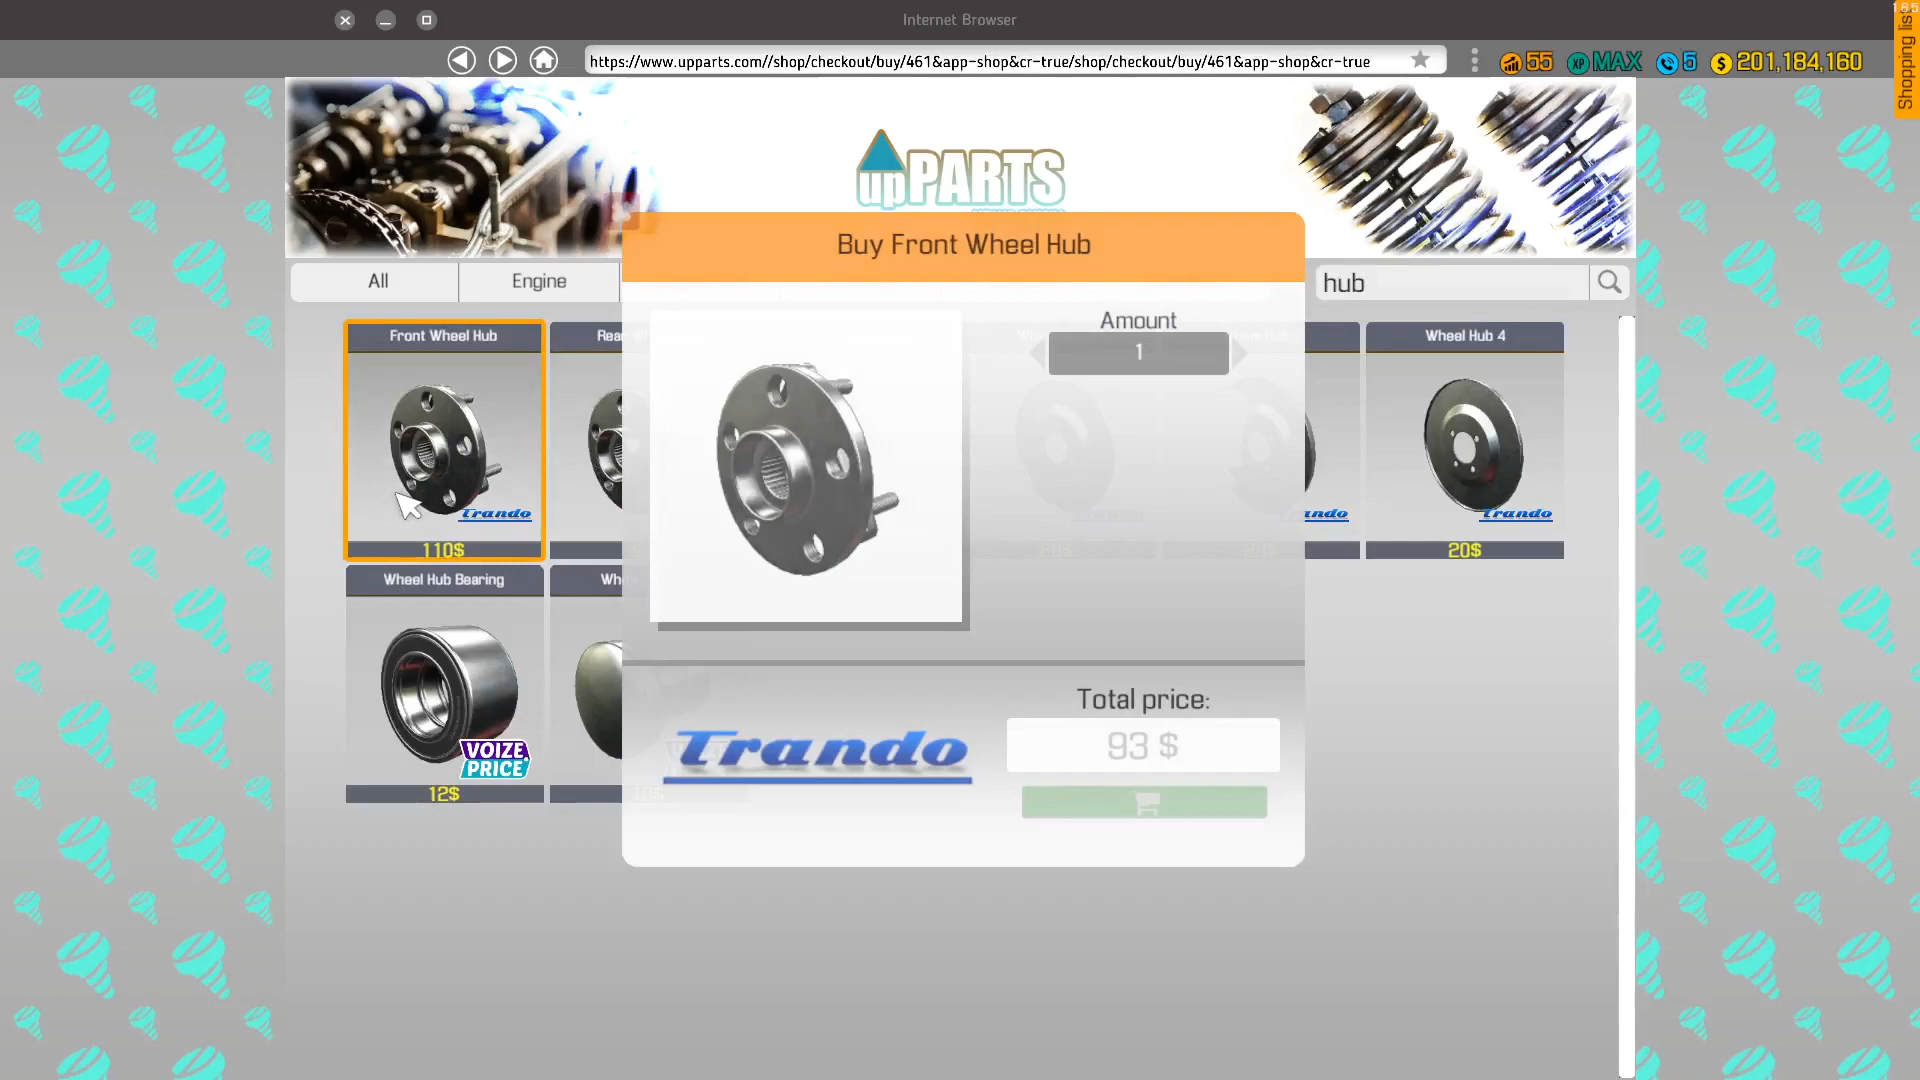 Internet Browser
Shopping list
https://www.upparts.com//shop/checkout/buy/461&app-shop&cr-true/shop/checkout/buy/461&app-shop&cr-true
55
XP MAX
5
$ 201,184,160
upPARTS
Buy Front Wheel Hub
All
Engine
hub
Front Wheel Hub
Trando
110$
Amount
1
Trando
Wheel Hub 4
Trando
20$
Wheel Hub Bearing
VOIZE
PRICE
12$
Trando
Total price:
93 $